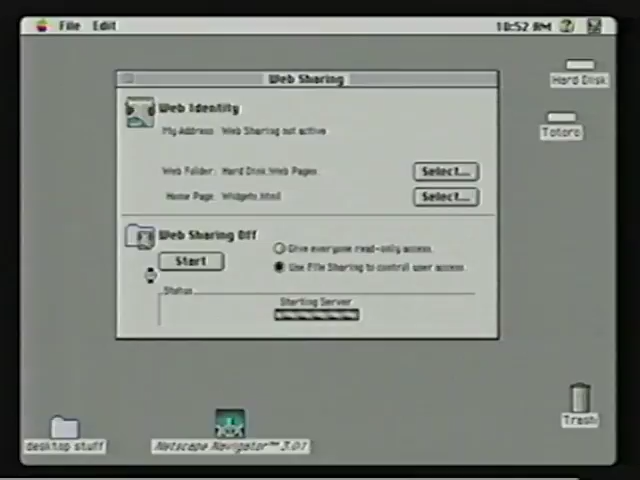 File Edit
10:52 AM
Web Sharing
Hard Disk
Web Identity
My Address: Web Sharing not active
Totoro
Web Folder: Hard Disk:Web Pages:
Select...
Home Page: Widgets.html
Select...
Web Sharing Off
Give everyone read-only access.
Start
Use File Sharing to control user access.
Status
Starting Server
Trash
desktop stuff
Netscape Navigator™ 3.01